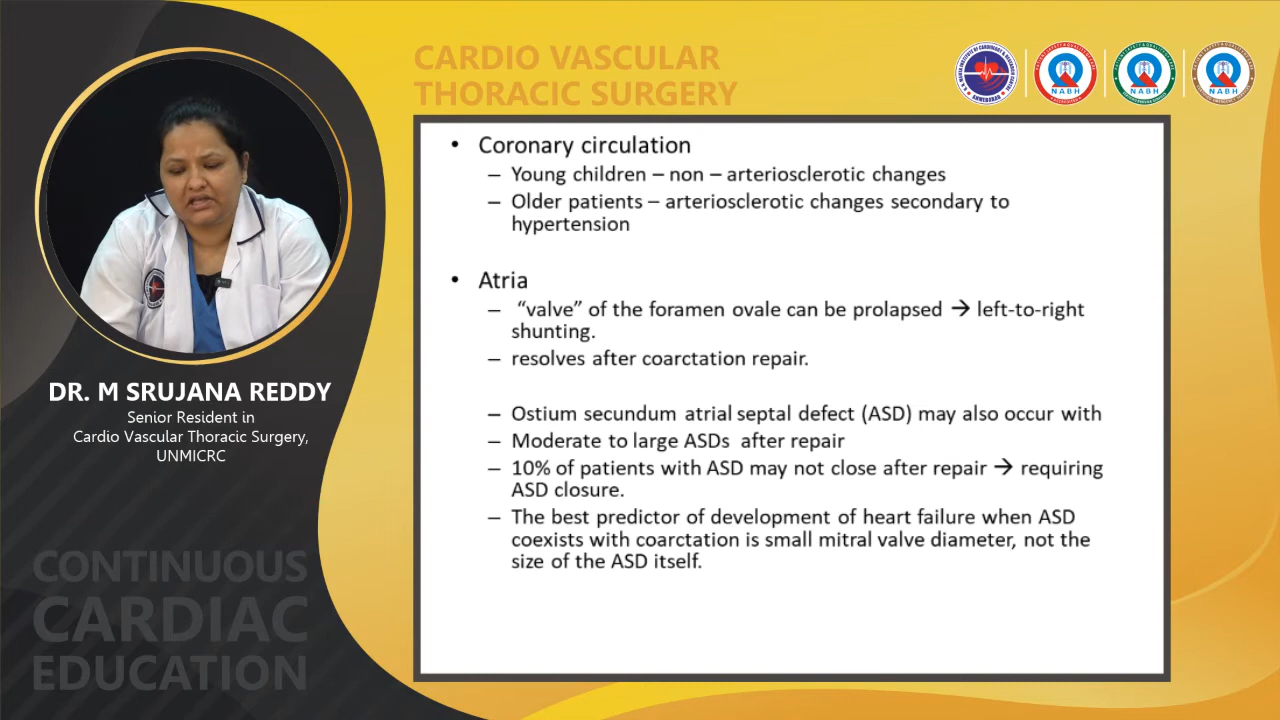 CARDIO VASCULAR
THORACIC SURGERY
NABH
NABH
NABH
• Coronary circulation
– Young children – non – arteriosclerotic changes
– Older patients – arteriosclerotic changes secondary to
hypertension
• Atria
– “valve” of the foramen ovale can be prolapsed → left-to-right
shunting.
– resolves after coarctation repair.
– Ostium secundum atrial septal defect (ASD) may also occur with
– Moderate to large ASDs after repair
– 10% of patients with ASD may not close after repair → requiring
ASD closure.
– The best predictor of development of heart failure when ASD
coexists with coarctation is small mitral valve diameter, not the
size of the ASD itself.
DR. M SRUJANA REDDY
Senior Resident in
Cardio Vascular Thoracic Surgery,
UNMICRC
CONTINUOUS
CARDIAC
EDUCATION